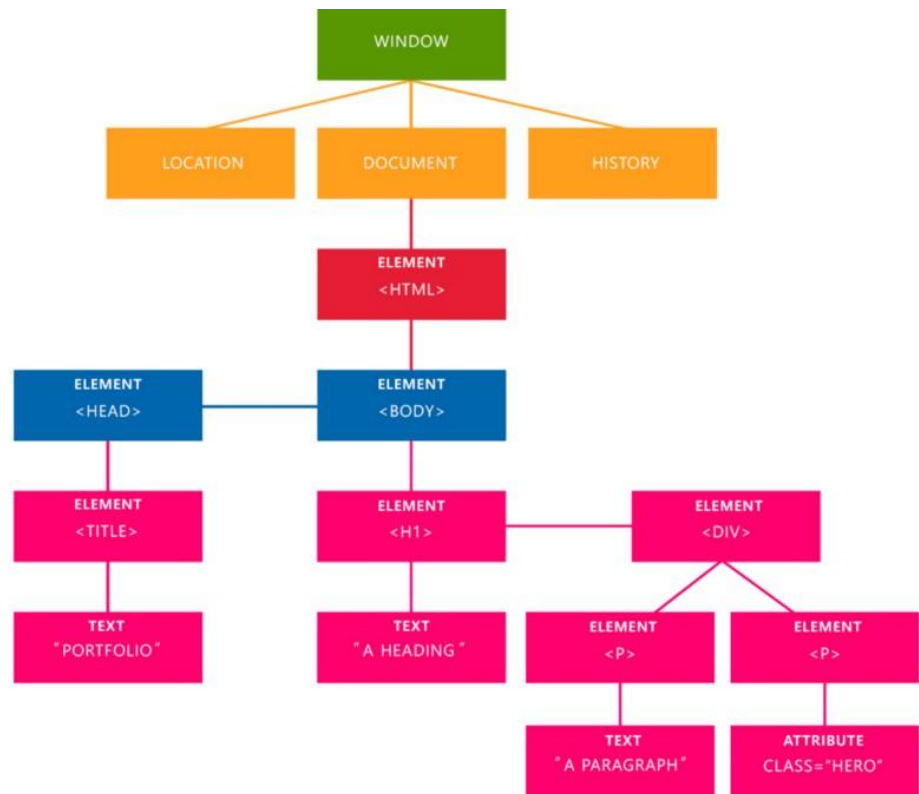 WINDOW
LOCATION
DOCUMENT
HISTORY
ELEMENT
<HTML>
ELEMENT
<HEAD>
ELEMENT
<BODY>
ELEMENT
<TITLE>
ELEMENT
<H1>
ELEMENT
<DIV>
TEXT
"PORTFOLIO"
TEXT
"A HEADING"
ELEMENT
<P>
ELEMENT
<P>
TEXT
"A PARAGRAPH"
ATTRIBUTE
CLASS="HERO"